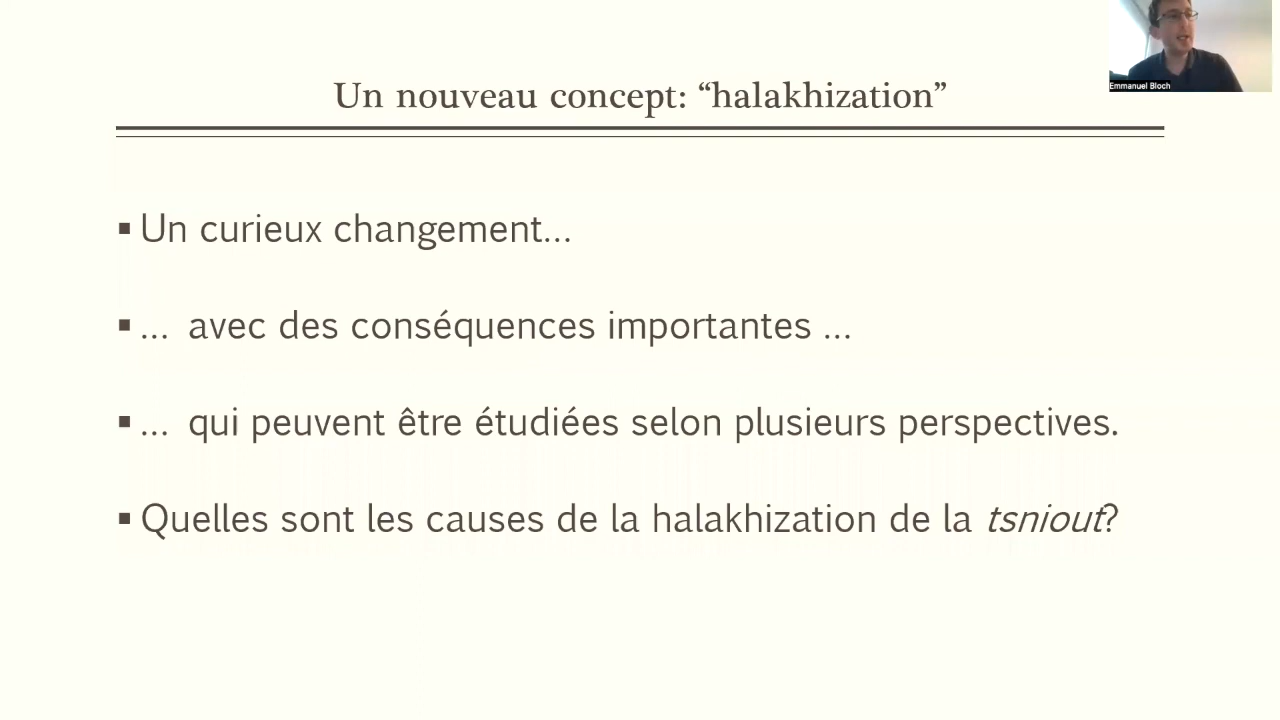 Un nouveau concept: “halakhization”
Emmanuel Bloch
▪ Un curieux changement…
▪ … avec des conséquences importantes …
▪ … qui peuvent être étudiées selon plusieurs perspectives.
▪ Quelles sont les causes de la halakhization de la tsniout?